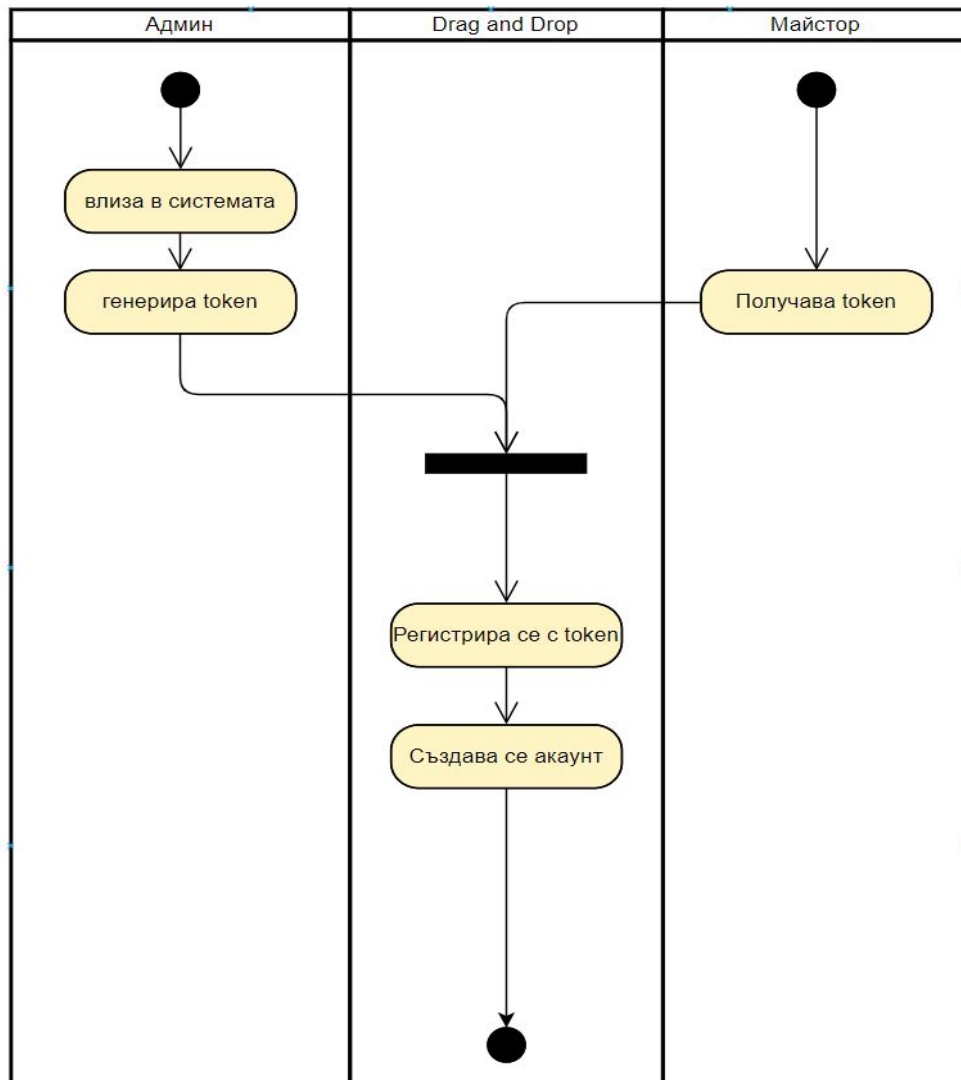 Админ
Drag and Drop
Майстор
влиза в системата
генерира token
Получава token
Регистрира се с token
Създава се акаунт